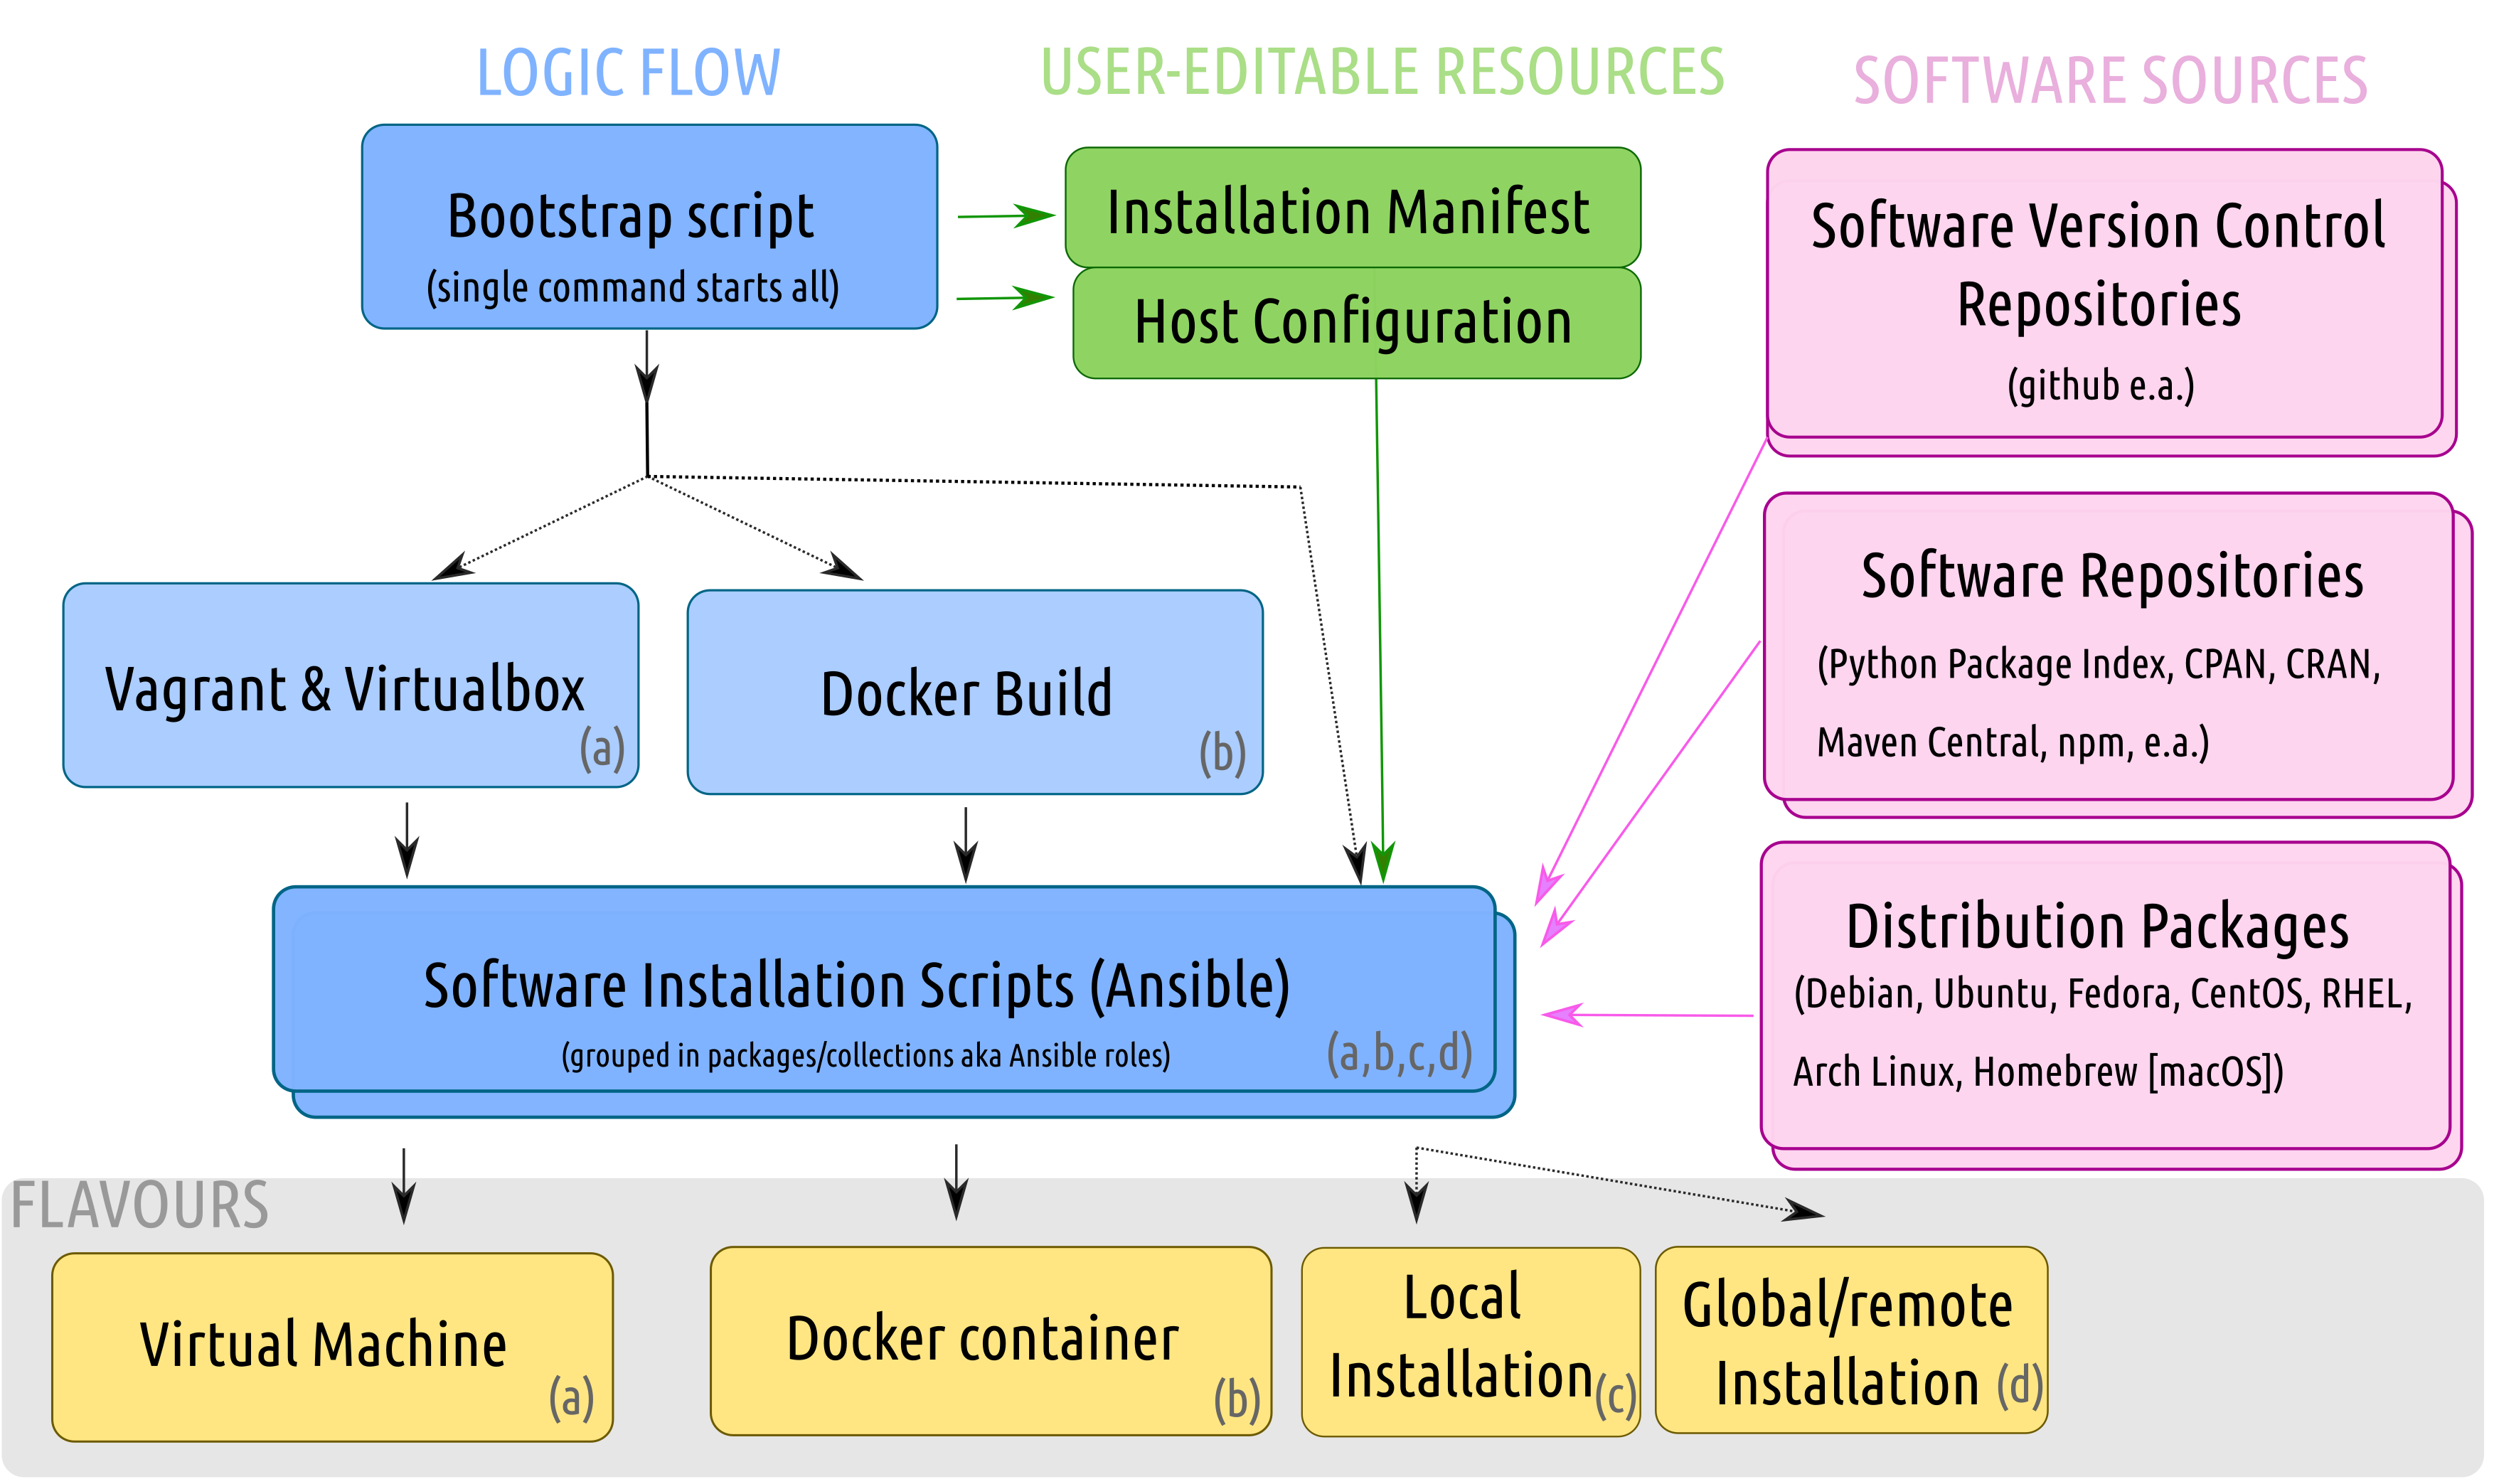 LOGIC FLOW
USER-EDITABLE RESOURCES
SOFTWARE SOURCES
Bootstrap script
(single command starts all)
Installation Manifest
Host Configuration
Software Version Control
Repositories
(github e.a.)
Software Repositories
(Python Package Index, CPAN, CRAN,
Maven Central, npm, e.a.)
Vagrant & Virtualbox
(a)
Docker Build
(b)
Distribution Packages
(Debian, Ubuntu, Fedora, CentOS, RHEL,
Arch Linux, Homebrew [macOS])
Software Installation Scripts (Ansible)
(grouped in packages/collections aka Ansible roles)
(a,b,c,d)
FLAVOURS
Virtual Machine
(a)
Docker container
(b)
Local
Installation
(c)
Global/remote
Installation
(d)